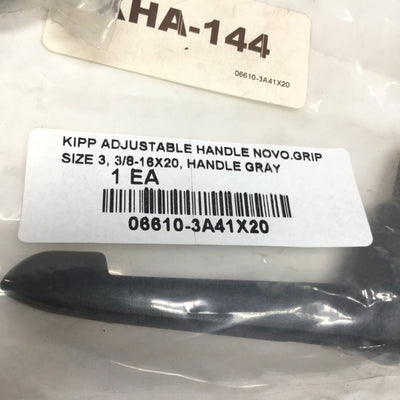 KHA-144
06610-3A41X20
KIPP ADJUSTABLE HANDLE NOVO.GRIP
SIZE 3, 3/8-16X20, HANDLE GRAY
1 EA
06610-3A41X20